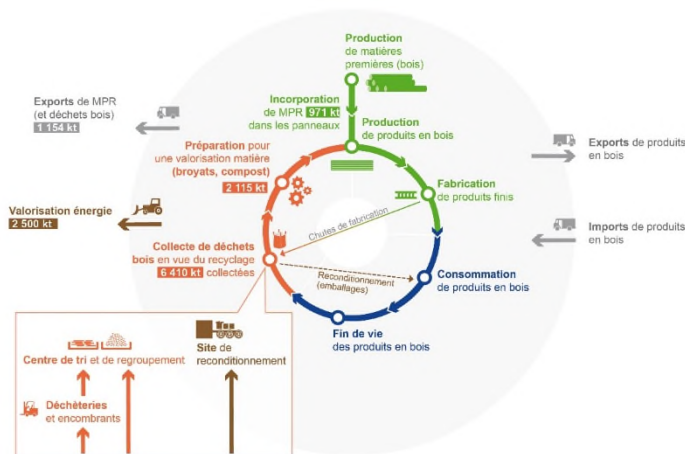 Production
de matières
premières (bois)
Exports de MPR
(et déchets bois)
1 154 kt
Incorporation
de MPR 971 kt
dans les panneaux
Production
de produits en bois
Exports de produits
en bois
Préparation pour
une valorisation matière
(broyats, compost)
2 115 kt
Fabrication
de produits finis
Valorisation énergie
2 500 kt
Chutes de fabrication
Imports de produits
en bois
Collecte de déchets
bois en vue du recyclage
6 410 kt collectées
Reconditionnement
(emballages)
Consommation
de produits en bois
Fin de vie
des produits en bois
Centre de tri et de regroupement
Site de
reconditionnement
Déchèteries
et encombrants